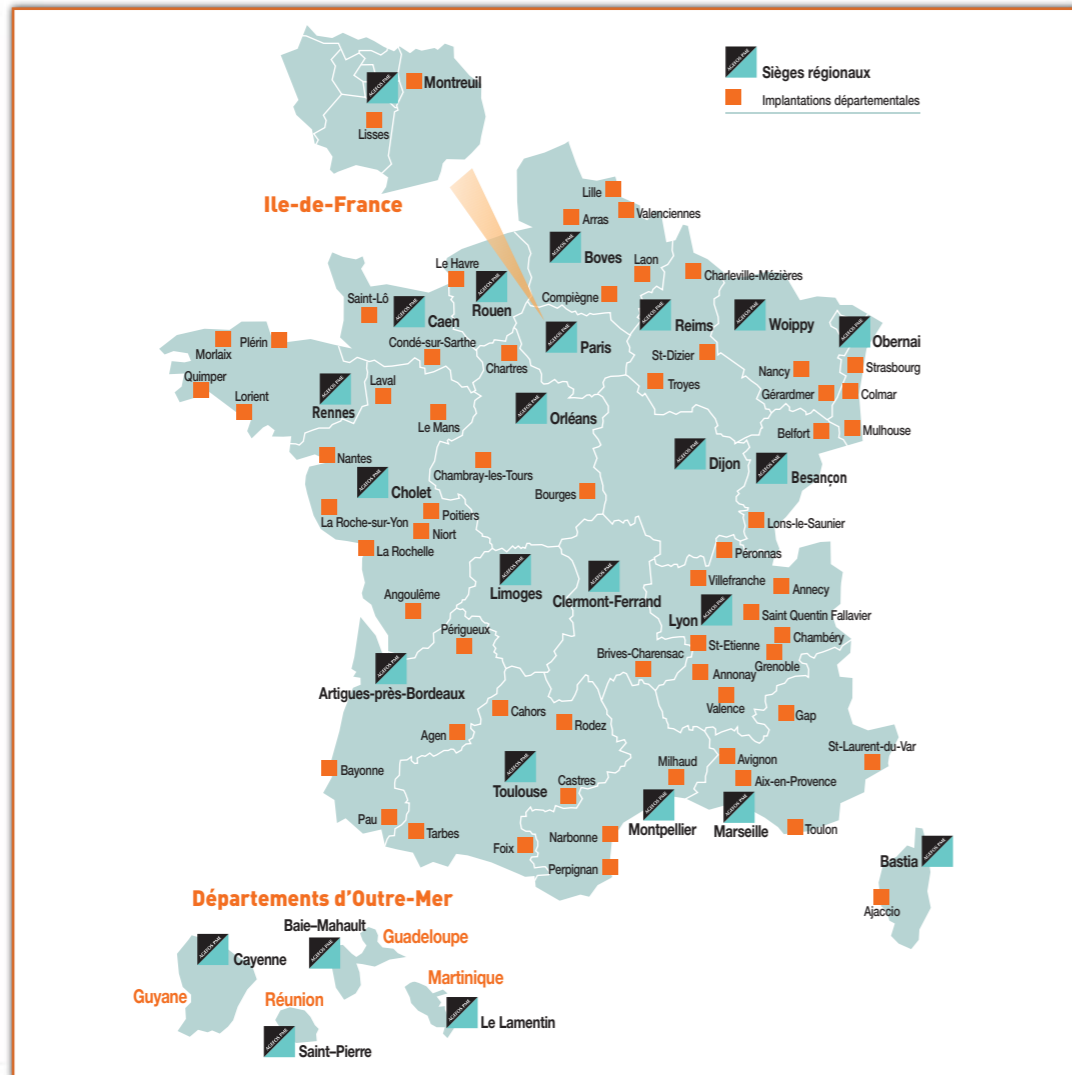 AGEFOS PME
Montreuil
Lisses
Sièges régionaux
Implantations départementales
Ile-de-France
Lille
Valenciennes
Arras
Boves
Laon
Charleville-Mézières
Le Havre
Compiègne
Rouen
Saint-Lô
Caen
Reims
Woippy
Obernai
Paris
Condé-sur-Sarthe
Chartres
St-Dizier
Strasbourg
Plérin
Morlaix
Nancy
Troyes
Quimper
Laval
Gérardmer
Colmar
Lorient
Rennes
Le Mans
Orléans
Belfort
Mulhouse
Nantes
Dijon
Besançon
Chambray-les-Tours
Cholet
Bourges
La Roche-sur-Yon
Poitiers
Niort
Lons-le-Saunier
La Rochelle
Péronnas
Limoges
Clermont-Ferrand
Villefranche
Annecy
Angoulême
Lyon
Saint Quentin Fallavier
Périgueux
St-Etienne
Chambéry
Brives-Charensac
Grenoble
Annonay
Artigues-près-Bordeaux
Valence
Cahors
Gap
Rodez
Agen
St-Laurent-du-Var
Bayonne
Milhaud
Avignon
Toulouse
Castres
Aix-en-Provence
Pau
Tarbes
Montpellier
Marseille
Toulon
Foix
Narbonne
Perpignan
Bastia
Ajaccio
Départements d'Outre-Mer
Baie–Mahault
Guadeloupe
Cayenne
Martinique
Guyane
Réunion
Le Lamentin
Saint–Pierre